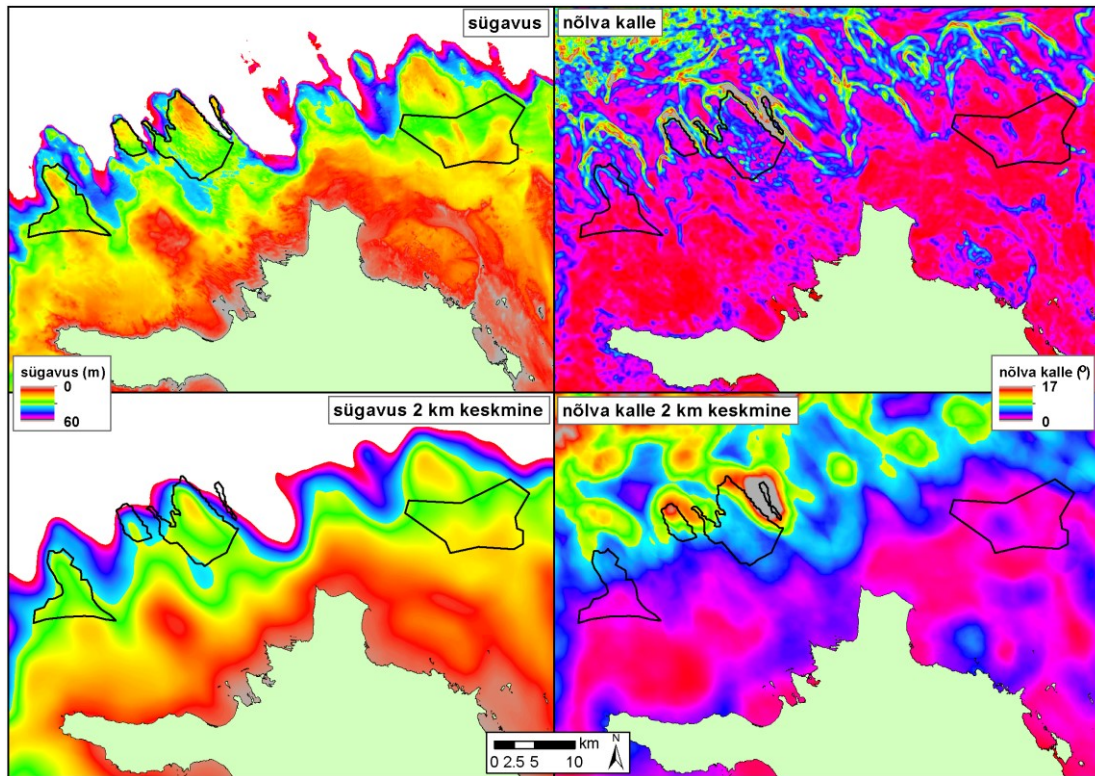 sügavus
nõlva kalle
sügavus (m)
0
60
nõlva kalle (º)
17
0
sügavus 2 km keskmine
nõlva kalle 2 km keskmine
km
0 2.5 5 10
N